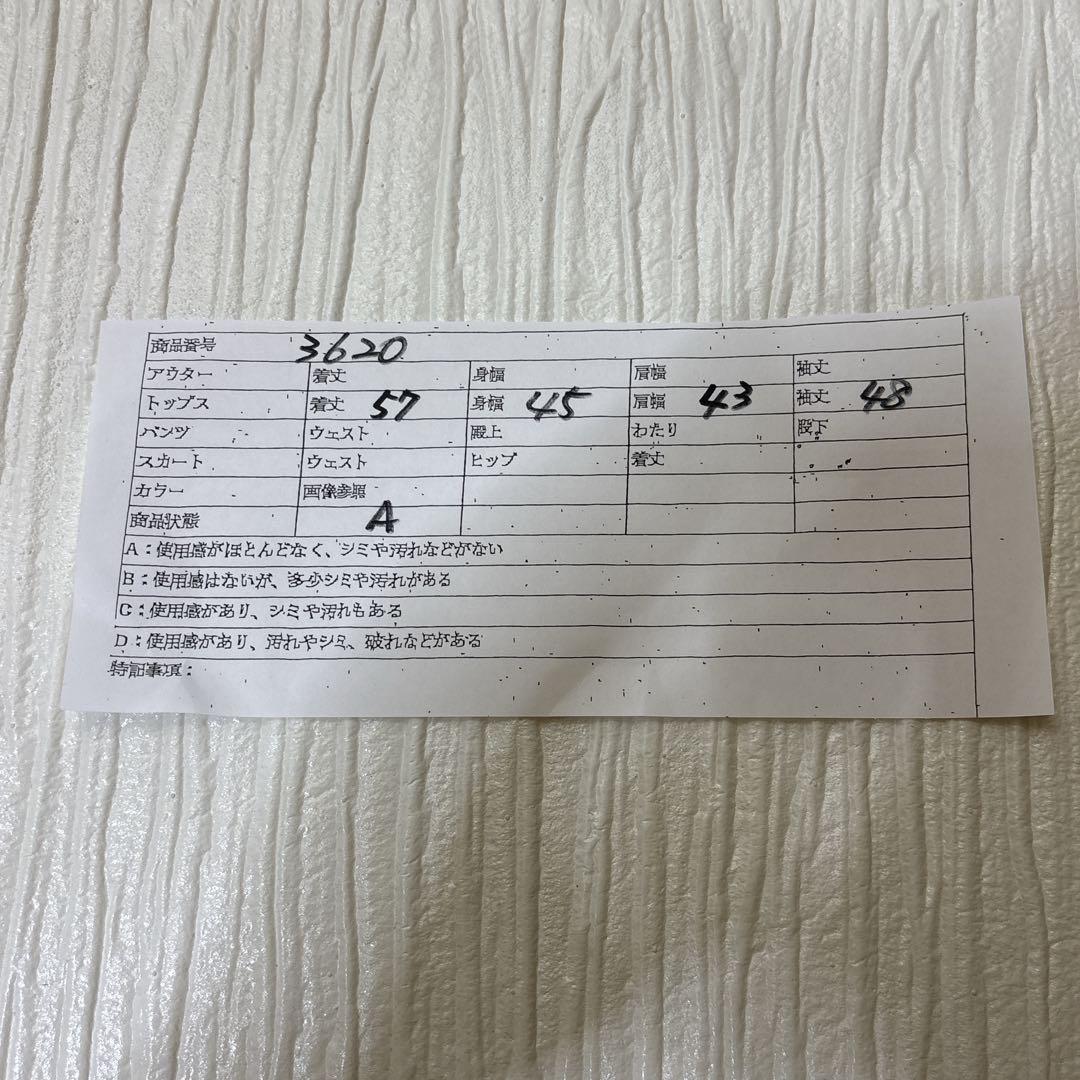 商品番号 3620
アウター 着丈 身幅 肩幅 袖丈
トップス 着丈 57 身幅 45 肩幅 43 袖丈 48
パンツ ウェスト 殿上 わたり 股下
スカート ウェスト ヒップ 着丈
カラー 画像参照
商品状態 A
A：使用感がほとんどなく、シミや汚れなどがない
B：使用感はないが、多少シミや汚れがある
C：使用感があり、シミや汚れもある
D：使用感があり、汚れやシミ、破れなどがある
特記事項：